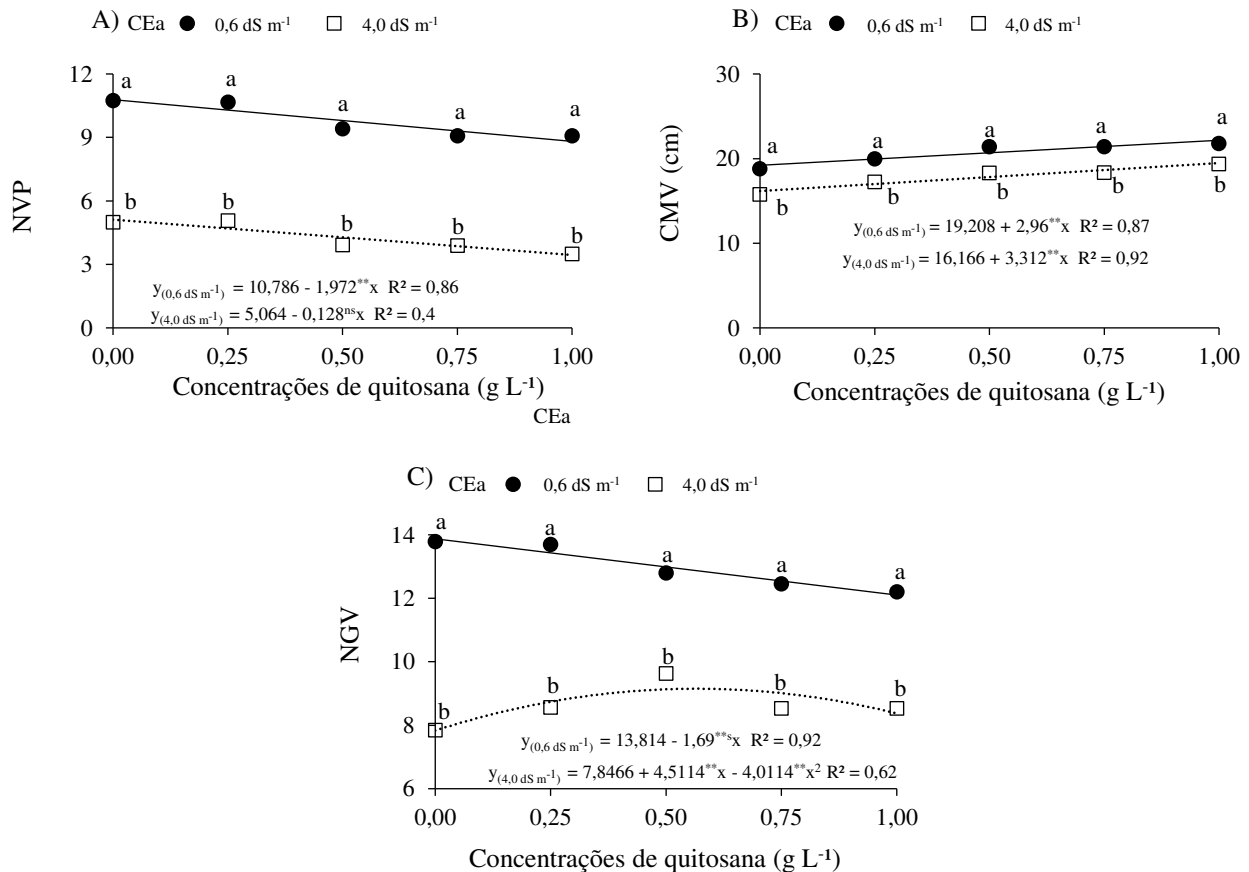 A) CEa 0,6 dS m⁻¹ 4,0 dS m⁻¹
12
9
6
3
0
NVP
a a a a a
b b b b b
y(0,6 dS m⁻¹) = 10,786 - 1,972**x R² = 0,86
y(4,0 dS m⁻¹) = 5,064 - 0,128ⁿˢx R² = 0,4
0,00 0,25 0,50 0,75 1,00
Concentrações de quitosana (g L⁻¹)
CEa
B) CEa 0,6 dS m⁻¹ 4,0 dS m⁻¹
30
20
10
0
CMV (cm)
a a a a a
b b b b b
y(0,6 dS m⁻¹) = 19,208 + 2,96**x R² = 0,87
y(4,0 dS m⁻¹) = 16,166 + 3,312**x R² = 0,92
0,00 0,25 0,50 0,75 1,00
Concentrações de quitosana (g L⁻¹)
C) CEa 0,6 dS m⁻¹ 4,0 dS m⁻¹
14
12
10
8
6
NGV
a a a a a
b b b b b
y(0,6 dS m⁻¹) = 13,814 - 1,69**ˢx R² = 0,92
y(4,0 dS m⁻¹) = 7,8466 + 4,5114**x - 4,0114**x² R² = 0,62
0,00 0,25 0,50 0,75 1,00
Concentrações de quitosana (g L⁻¹)